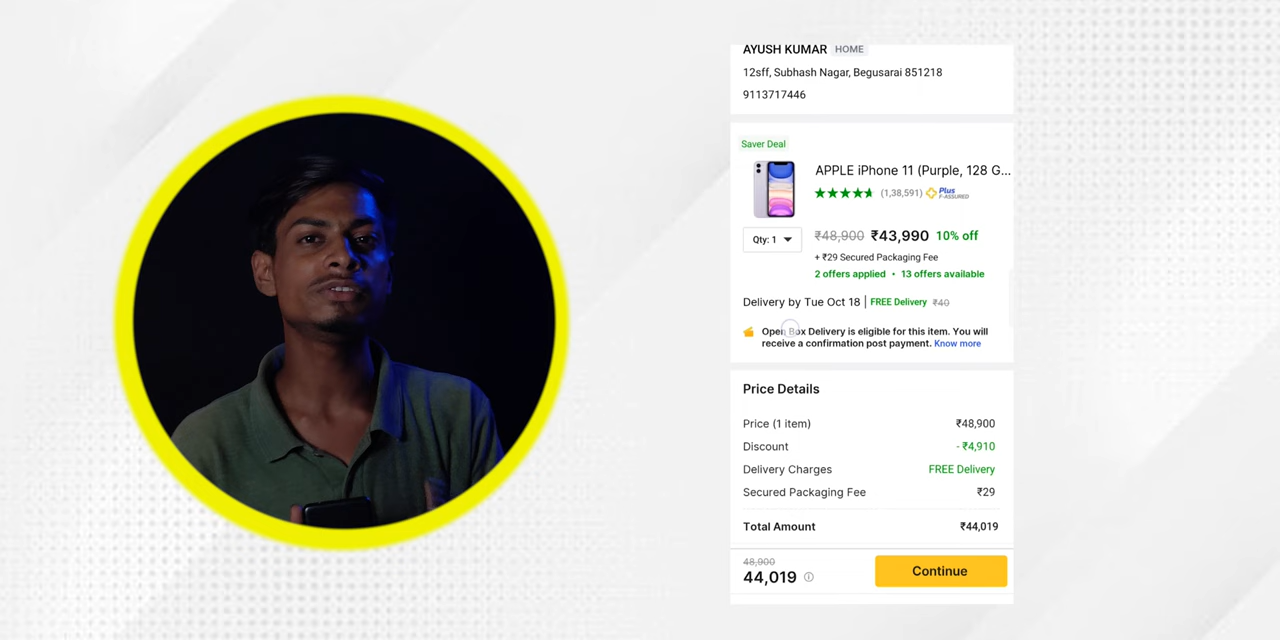 AYUSH KUMAR HOME
12sff, Subhash Nagar, Begusarai 851218
9113717446
Saver Deal
APPLE iPhone 11 (Purple, 128 G...
(1,38,591) Plus
F-ASSURED
Qty: 1
₹48,900 ₹43,990 10% off
+ ₹29 Secured Packaging Fee
2 offers applied • 13 offers available
Delivery by Tue Oct 18 | FREE Delivery ₹40
Open Box Delivery is eligible for this item. You will
receive a confirmation post payment. Know more
Price Details
Price (1 item) ₹48,900
Discount - ₹4,910
Delivery Charges FREE Delivery
Secured Packaging Fee ₹29
Total Amount ₹44,019
48,900
44,019
Continue